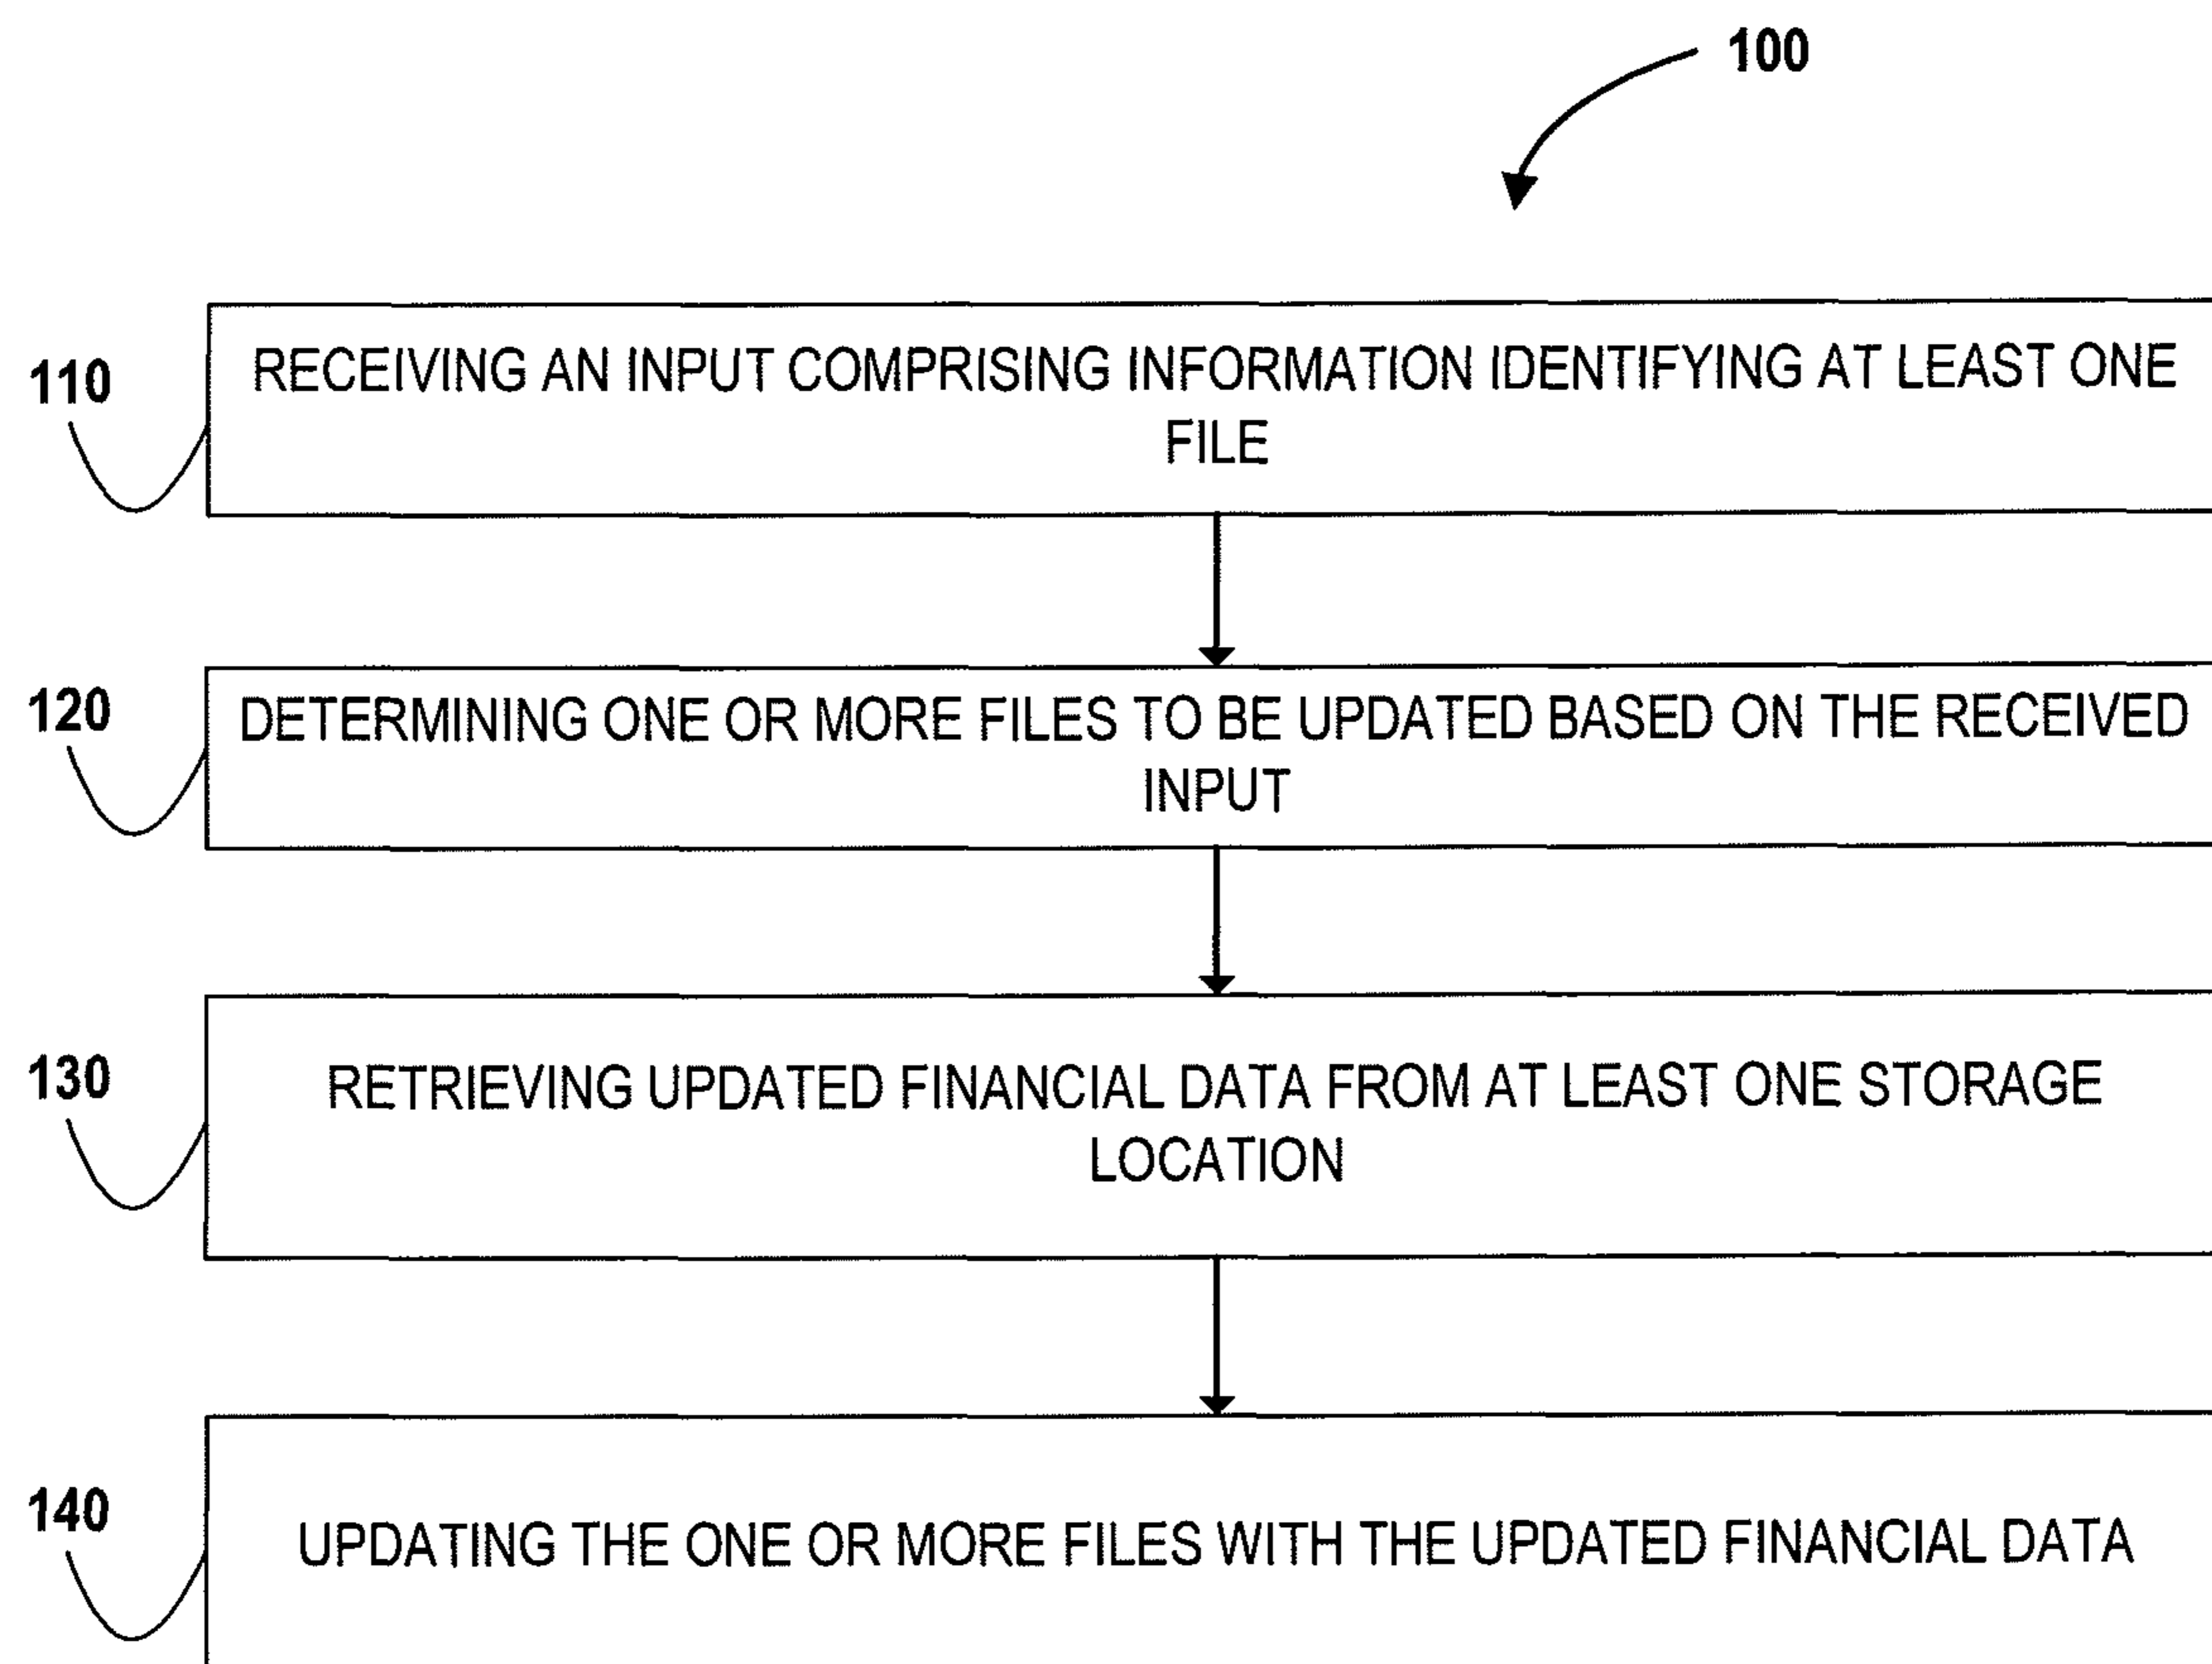 100
110
RECEIVING AN INPUT COMPRISING INFORMATION IDENTIFYING AT LEAST ONE
FILE
120
DETERMINING ONE OR MORE FILES TO BE UPDATED BASED ON THE RECEIVED
INPUT
130
RETRIEVING UPDATED FINANCIAL DATA FROM AT LEAST ONE STORAGE
LOCATION
140
UPDATING THE ONE OR MORE FILES WITH THE UPDATED FINANCIAL DATA